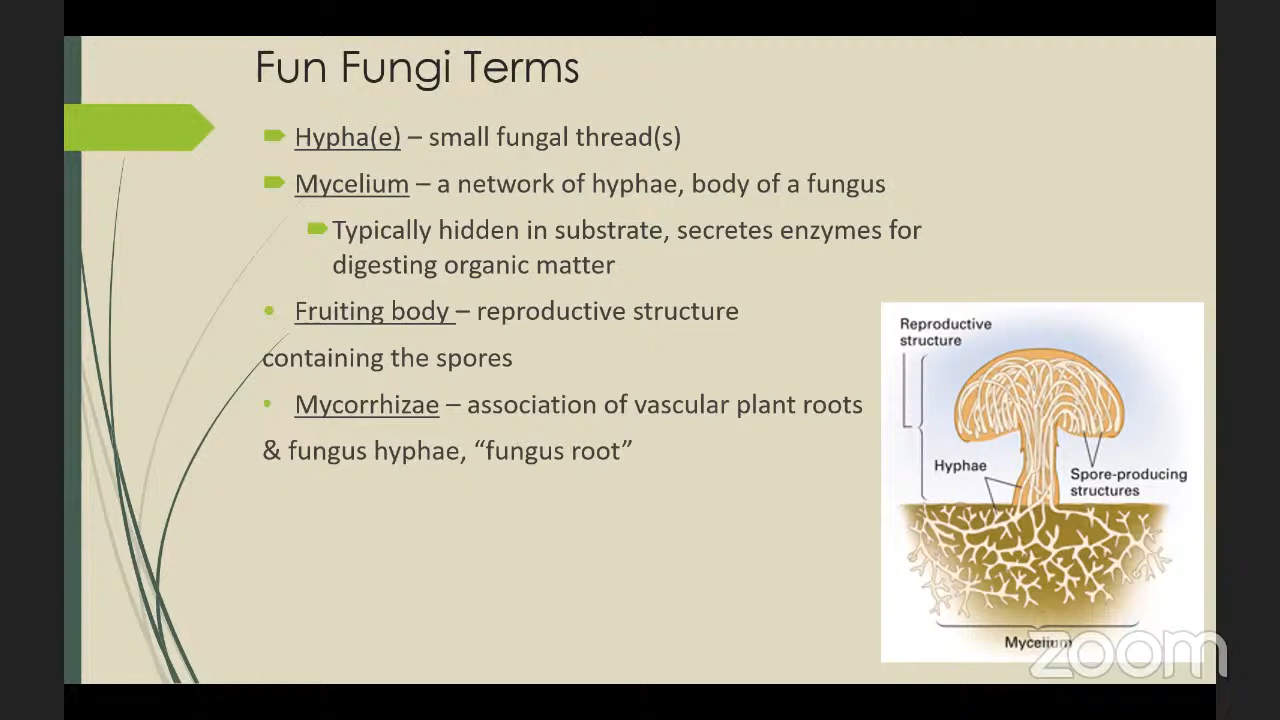 Fun Fungi Terms
Hypha(e) – small fungal thread(s)
Mycelium – a network of hyphae, body of a fungus
Typically hidden in substrate, secretes enzymes for
digesting organic matter
Fruiting body – reproductive structure
containing the spores
Mycorrhizae – association of vascular plant roots
& fungus hyphae, “fungus root”
Reproductive
structure
Hyphae
Spore-producing
structures
Mycelium
zoom